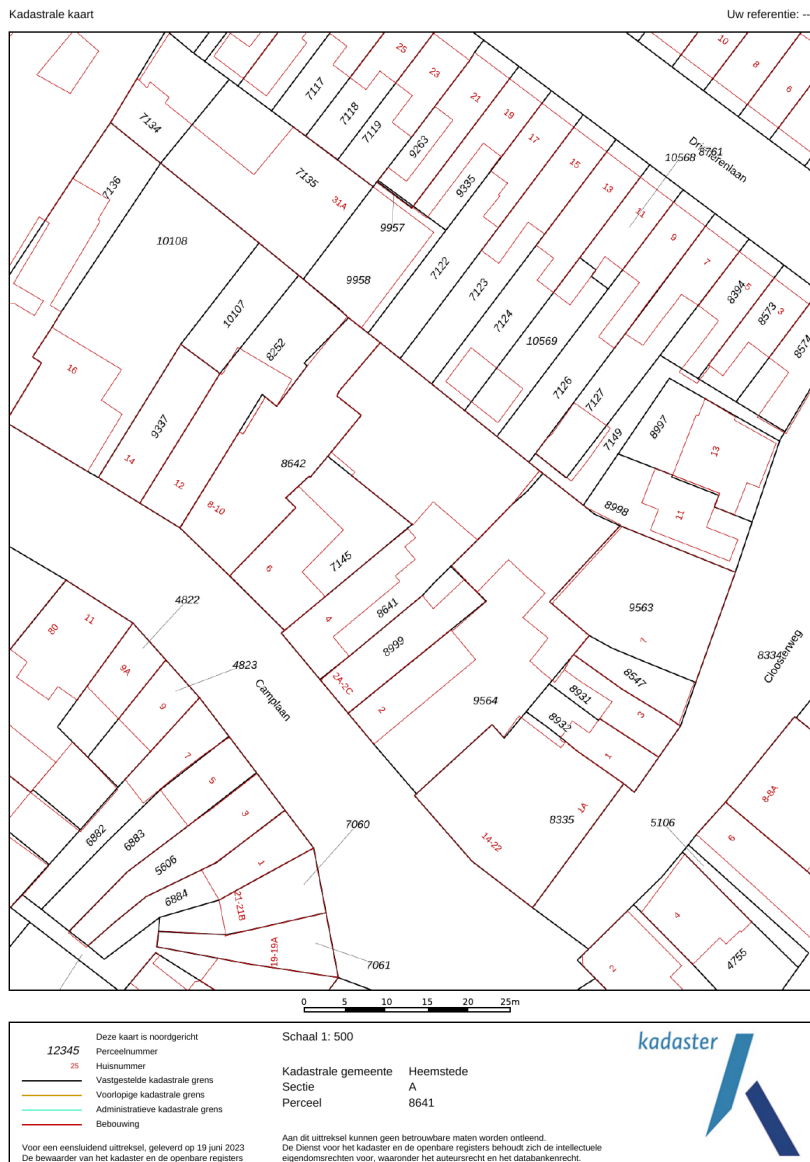 Kadastrale kaart
Uw referentie: --
10
8
6
25
23
21
19
17
15
13
11
9
7
5
3
7117
7118
7119
9263
9335
7134
7135
31A
7136
Drieherenlaan
8761
10568
9957
10108
9958
7122
7123
7124
8394
8573
8574
10107
8252
10569
7126
7127
7149
8997
13
16
9337
14
12
8-10
8642
8998
11
6
7145
4
8641
8999
2A-2C
2
9563
7
8547
8931
8932
3
1
9564
8334
Cloosterweg
4822
4823
80
11
9A
9
7
5
3
1
Camplaan
6882
6883
5606
6884
7060
21-21B
19-19A
7061
14-22
8335
1A
5106
8-8A
6
4
2
4755
0 5 10 15 20 25m
Deze kaart is noordgericht
12345 Perceelnummer
25 Huisnummer
Vastgestelde kadastrale grens
Voorlopige kadastrale grens
Administratieve kadastrale grens
Bebouwing
Voor een eensluidend uittreksel, geleverd op 19 juni 2023
De bewaarder van het kadaster en de openbare registers
Schaal 1: 500
Kadastrale gemeente Heemstede
Sectie A
Perceel 8641
Aan dit uittreksel kunnen geen betrouwbare maten worden ontleend.
De Dienst voor het kadaster en de openbare registers behoudt zich de intellectuele
eigendomsrechten voor, waaronder het auteursrecht en het databankenrecht.
kadaster